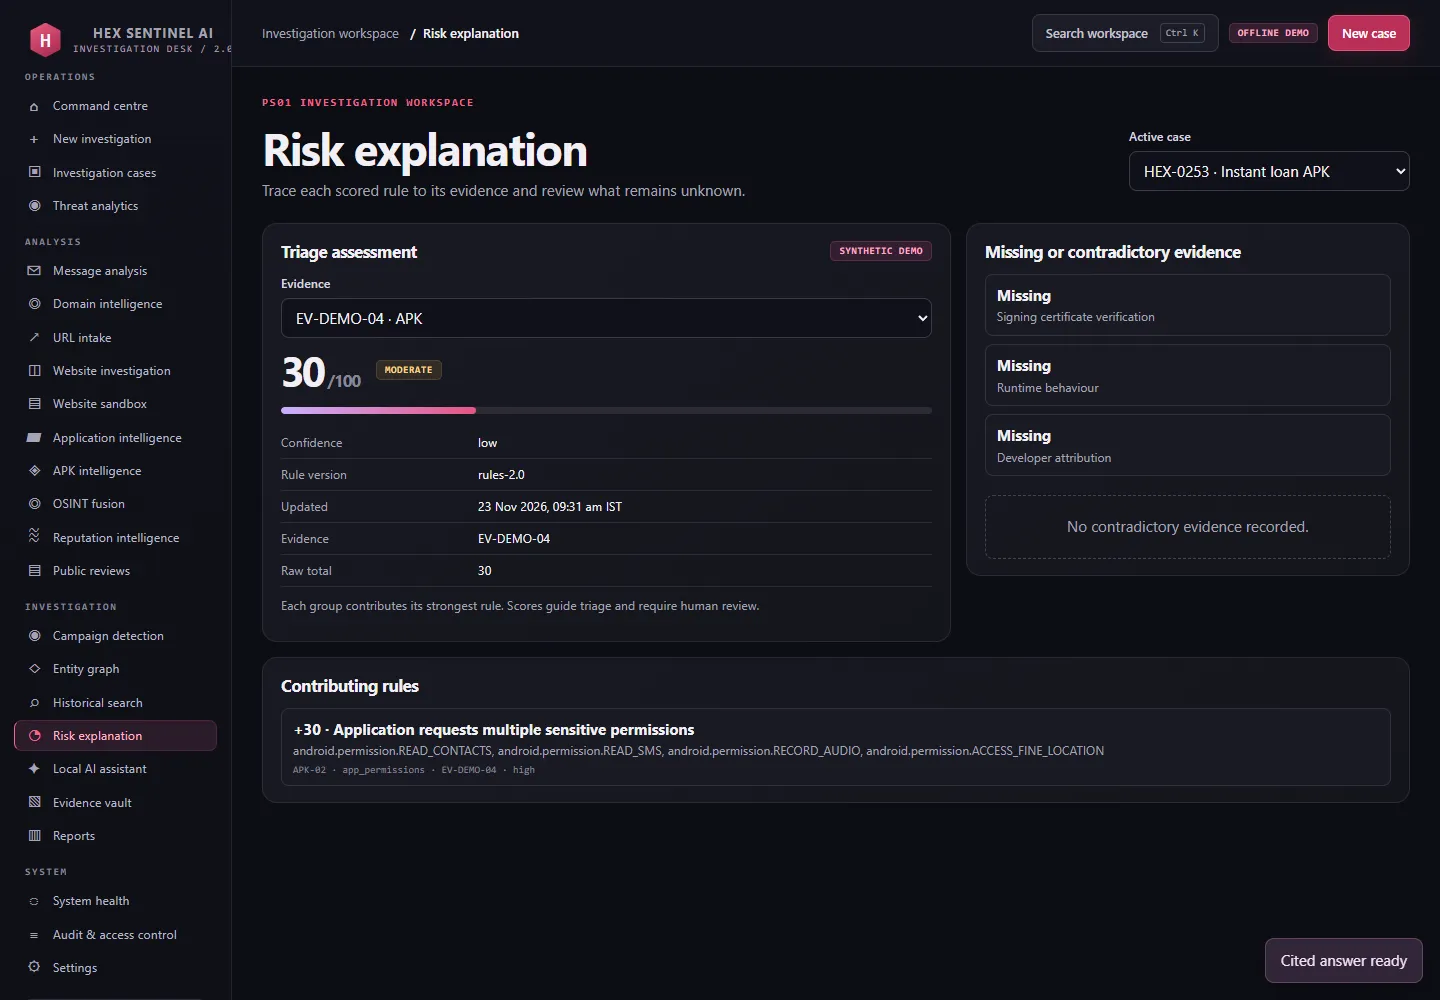 HEX SENTINEL AI
INVESTIGATION DESK / 2.0
OPERATIONS
Command centre
New investigation
Investigation cases
Threat analytics
ANALYSIS
Message analysis
Domain intelligence
URL intake
Website investigation
Website sandbox
Application intelligence
APK intelligence
OSINT fusion
Reputation intelligence
Public reviews
INVESTIGATION
Campaign detection
Entity graph
Historical search
Risk explanation
Local AI assistant
Evidence vault
Reports
SYSTEM
System health
Audit & access control
Settings
Investigation workspace / Risk explanation
Search workspace Ctrl K
OFFLINE DEMO
New case
PS01 INVESTIGATION WORKSPACE
Risk explanation
Trace each scored rule to its evidence and review what remains unknown.
Active case
HEX-0253 · Instant loan APK
Triage assessment
SYNTHETIC DEMO
Evidence
EV-DEMO-04 · APK
30/100 MODERATE
Confidence low
Rule version rules-2.0
Updated 23 Nov 2026, 09:31 am IST
Evidence EV-DEMO-04
Raw total 30
Each group contributes its strongest rule. Scores guide triage and require human review.
Missing or contradictory evidence
Missing
Signing certificate verification
Missing
Runtime behaviour
Missing
Developer attribution
No contradictory evidence recorded.
Contributing rules
+30 · Application requests multiple sensitive permissions
android.permission.READ_CONTACTS, android.permission.READ_SMS, android.permission.RECORD_AUDIO, android.permission.ACCESS_FINE_LOCATION
APK-02 · app_permissions · EV-DEMO-04 · high
Cited answer ready